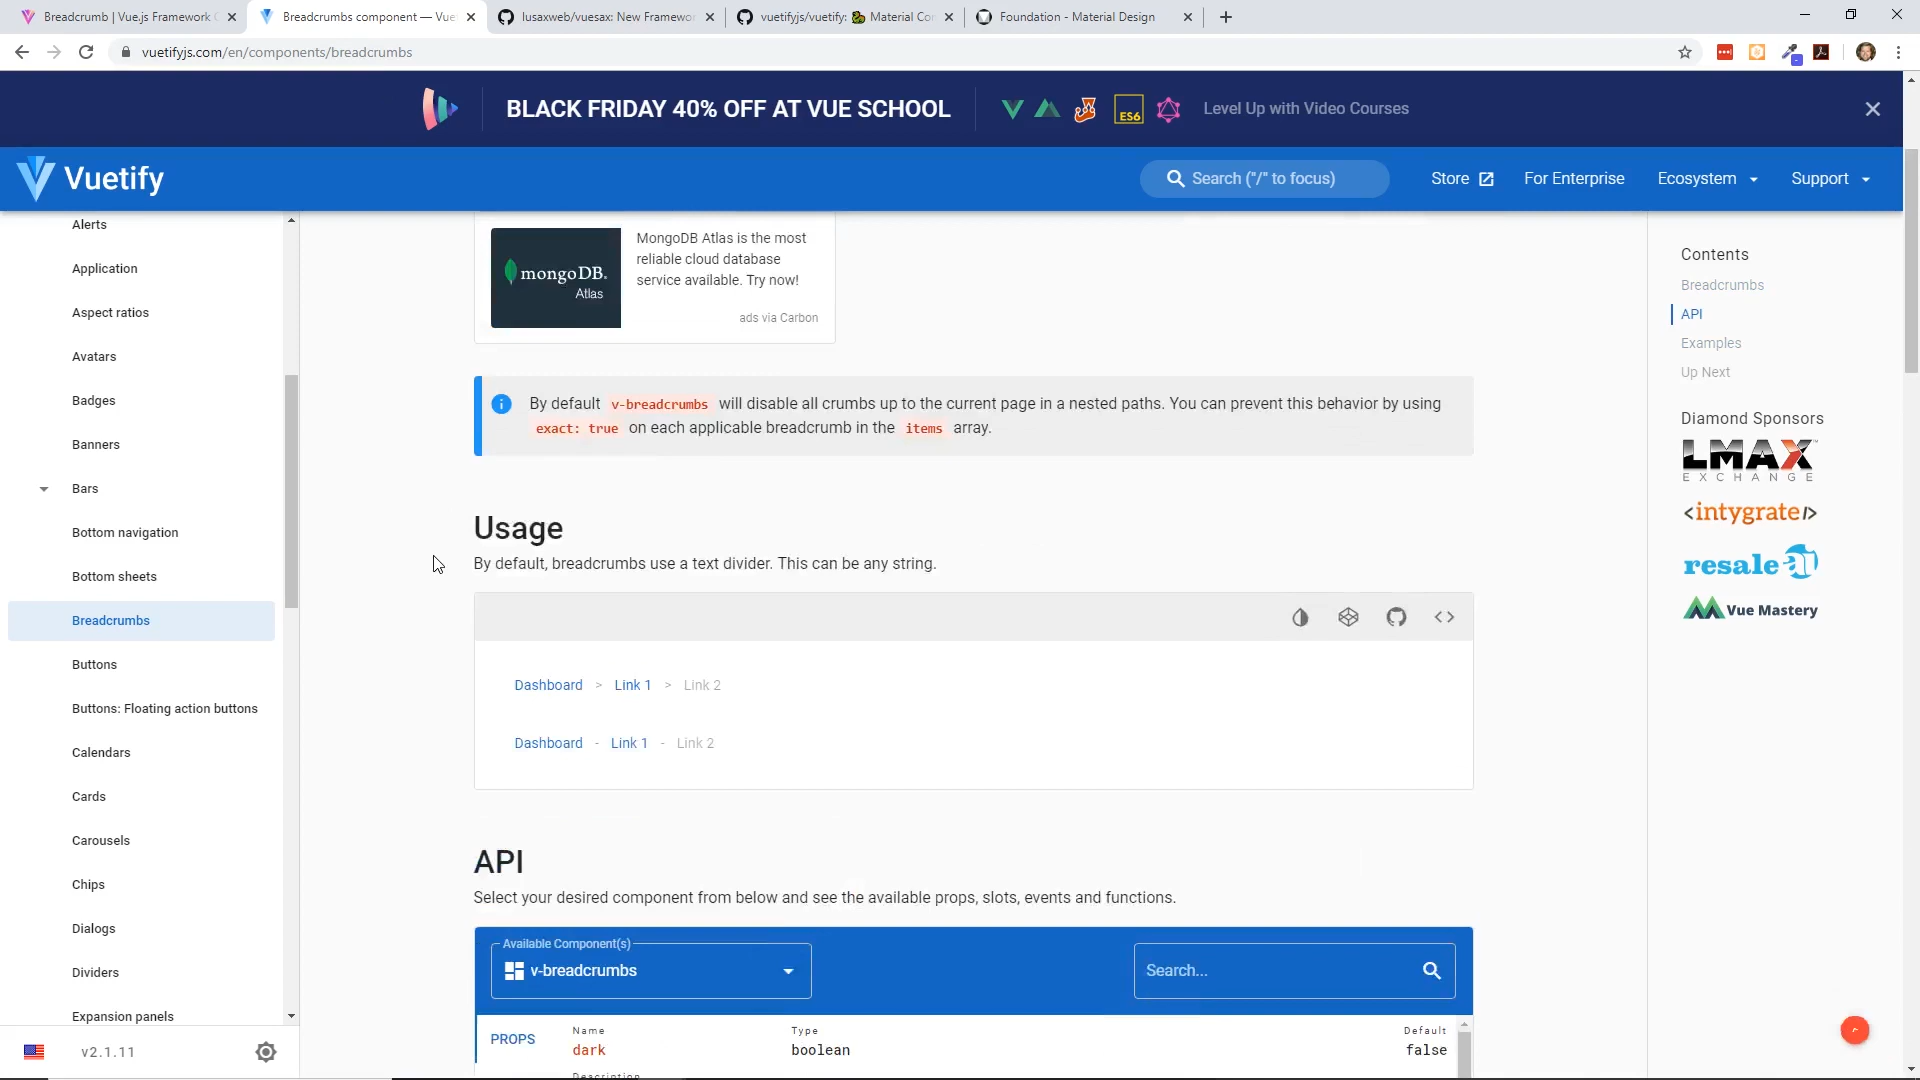 Breadcrumb | Vue.js Framework C
Breadcrumbs component — Vuet
lusaxweb/vuesax: New Framewor
vuetifyjs/vuetify: 🐉 Material Co
Foundation - Material Design
vuetifyjs.com/en/components/breadcrumbs
BLACK FRIDAY 40% OFF AT VUE SCHOOL
ES6
Level Up with Video Courses
Vuetify
Search ("/" to focus)
Store
For Enterprise
Ecosystem
Support
Alerts
Application
Aspect ratios
Avatars
Badges
Banners
Bars
Bottom navigation
Bottom sheets
Breadcrumbs
Buttons
Buttons: Floating action buttons
Calendars
Cards
Carousels
Chips
Dialogs
Dividers
Expansion panels
v2.1.11
mongoDB.
Atlas
MongoDB Atlas is the most
reliable cloud database
service available. Try now!
ads via Carbon
By default v-breadcrumbs will disable all crumbs up to the current page in a nested paths. You can prevent this behavior by using
exact: true on each applicable breadcrumb in the items array.
Usage
By default, breadcrumbs use a text divider. This can be any string.
Dashboard > Link 1 > Link 2
Dashboard - Link 1 - Link 2
API
Select your desired component from below and see the available props, slots, events and functions.
Available Component(s)
v-breadcrumbs
Search...
PROPS
Name
Type
Default
dark
boolean
false
Description
Contents
Breadcrumbs
API
Examples
Up Next
Diamond Sponsors
LMAX
EXCHANGE
<intygrate/>
resale ai
Vue Mastery